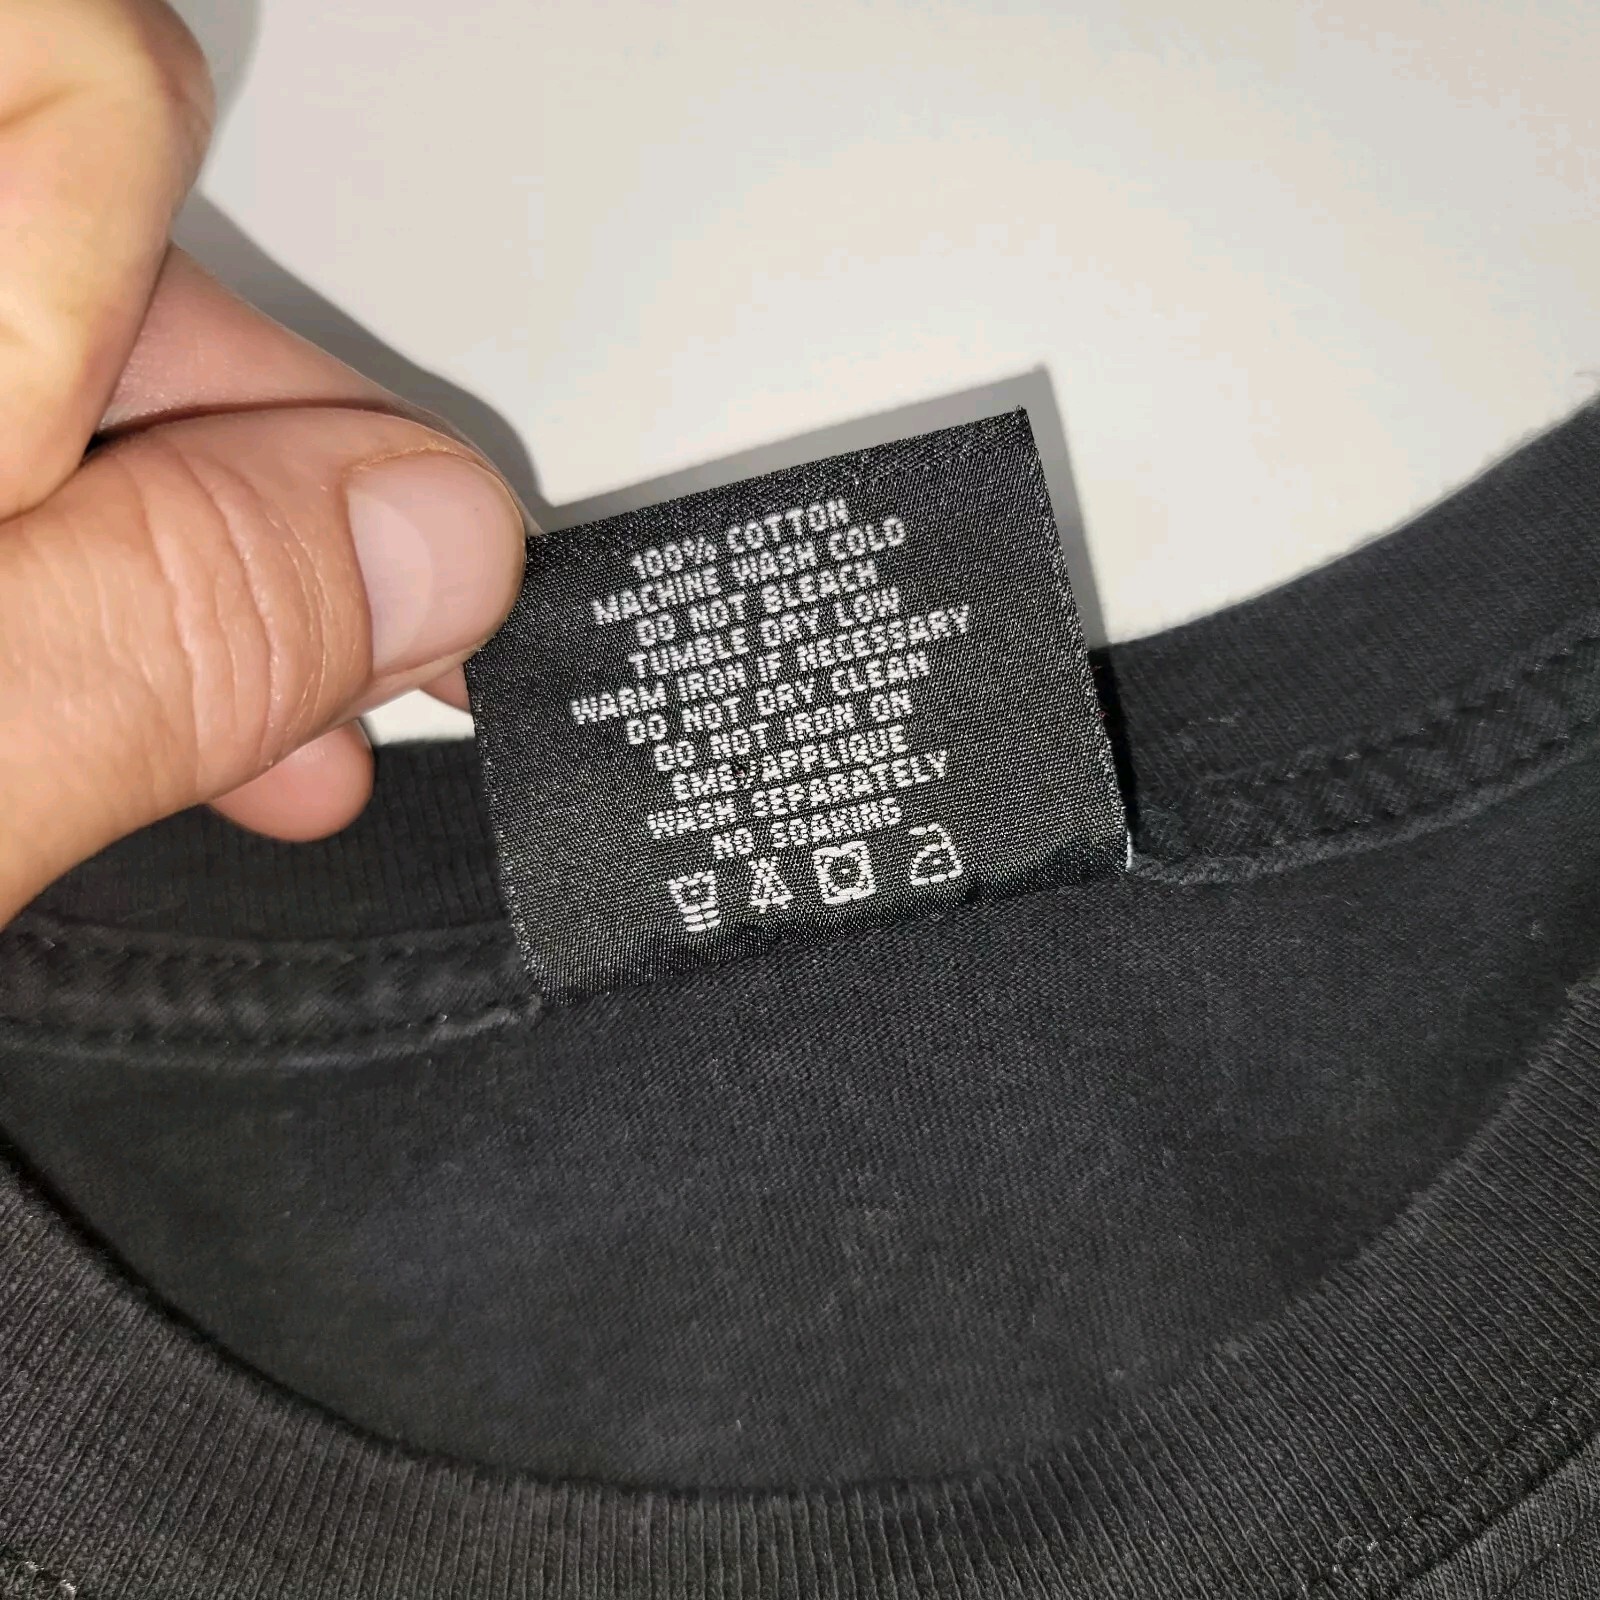 100% COTTON
MACHINE WASH COLD
DO NOT BLEACH
TUMBLE DRY LOW
WARM IRON IF NECESSARY
DO NOT DRY CLEAN
DO NOT IRON ON
EMB/APPLIQUE
WASH SEPARATELY
NO SOAKING